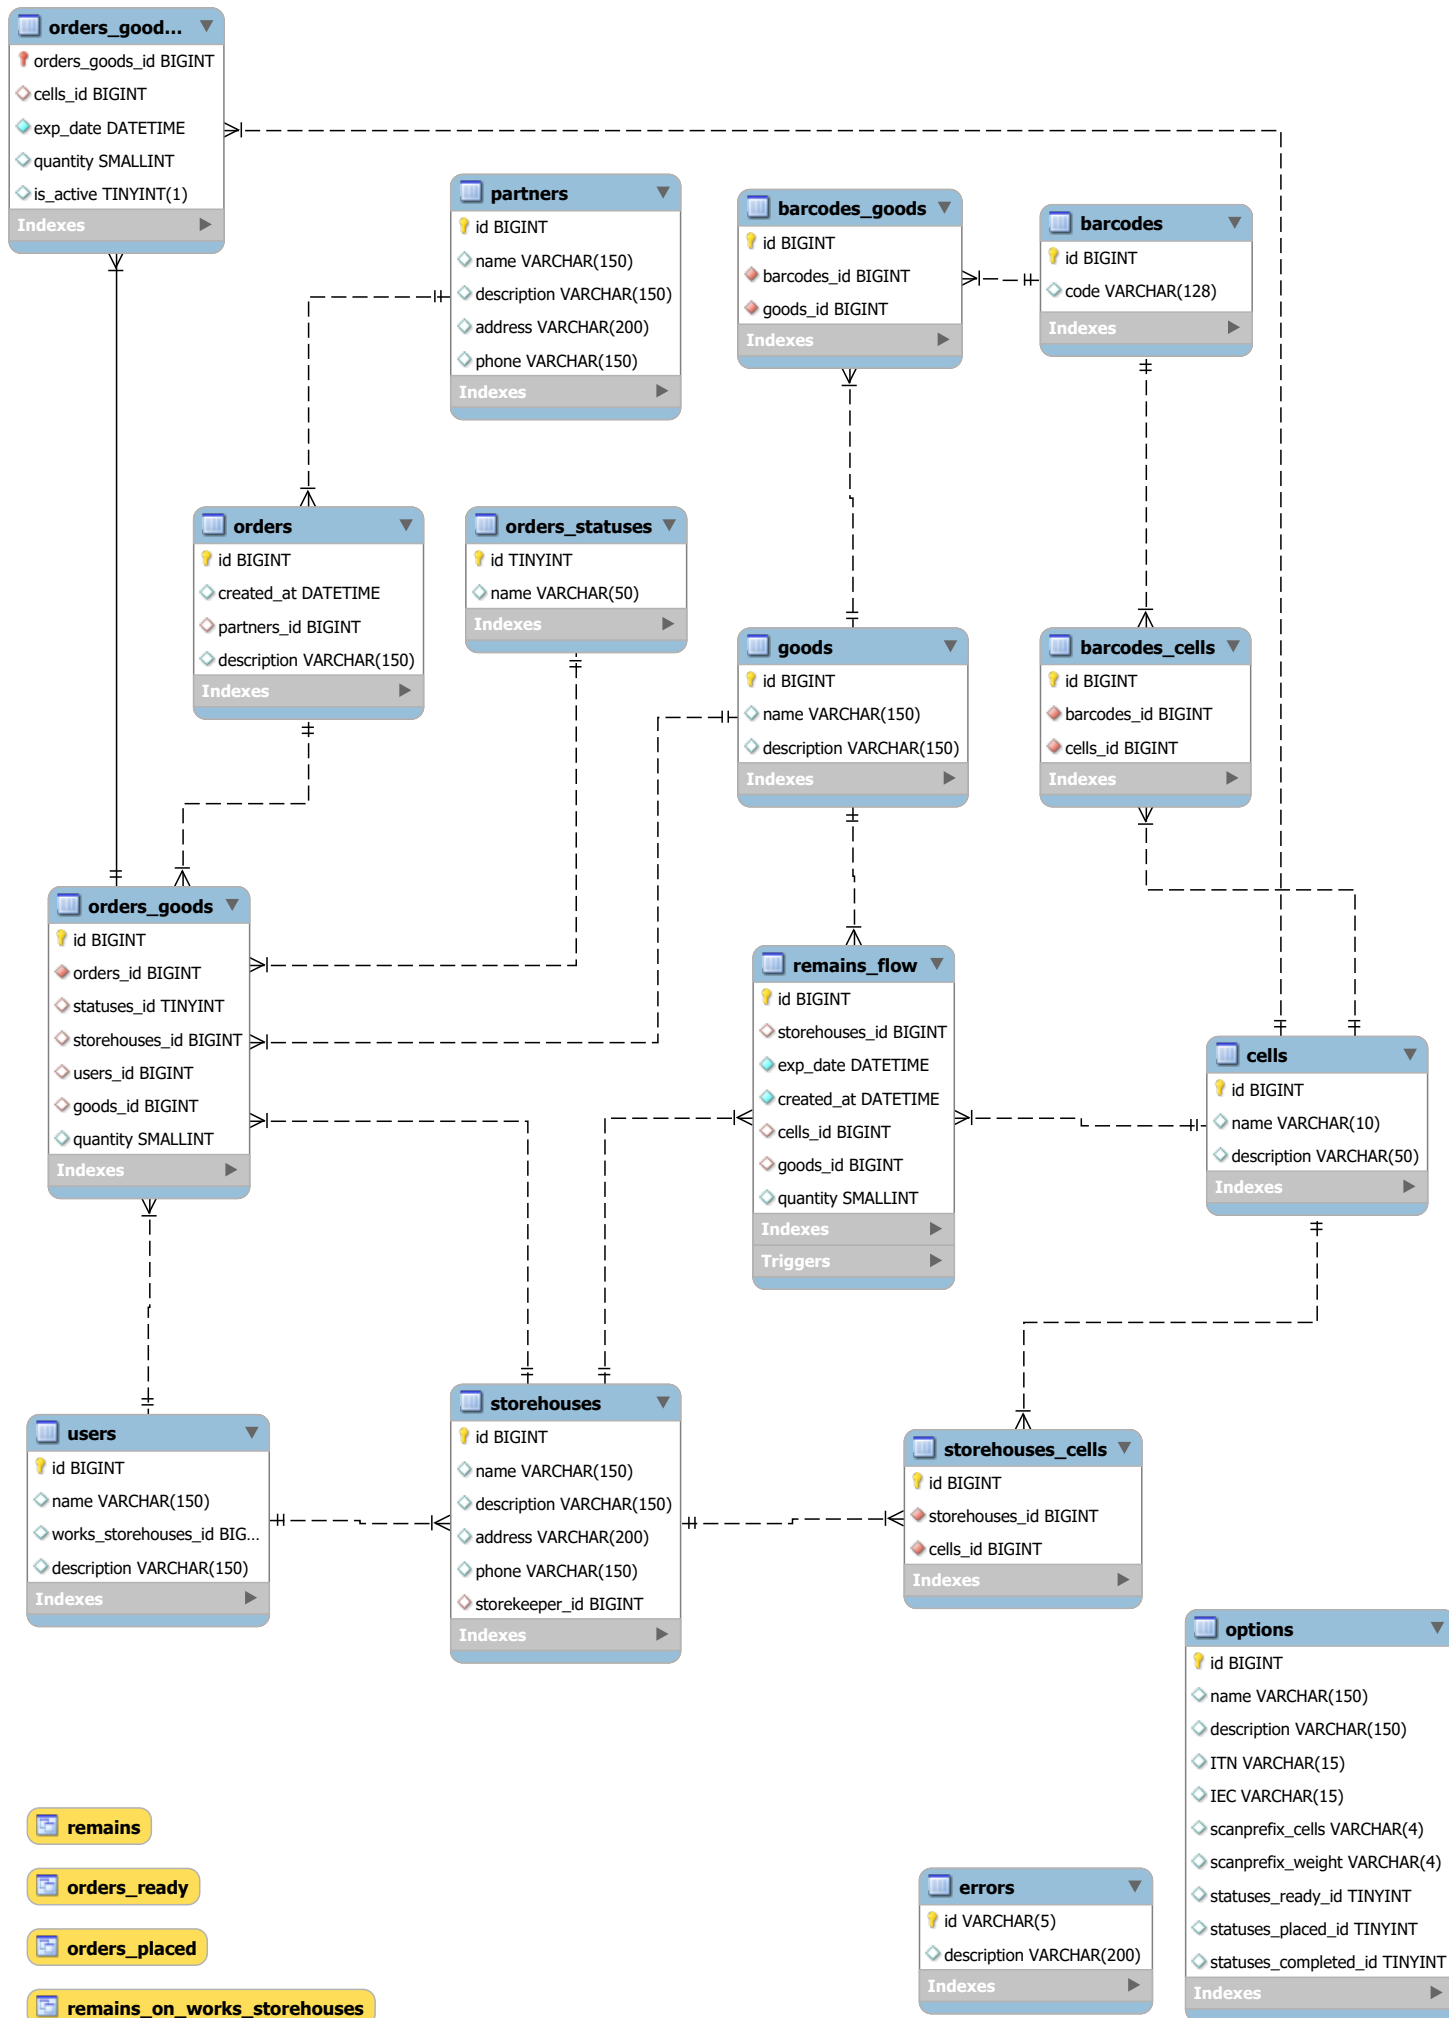 orders_good...
orders_goods_id BIGINT
cells_id BIGINT
exp_date DATETIME
quantity SMALLINT
is_active TINYINT(1)
Indexes
partners
id BIGINT
name VARCHAR(150)
description VARCHAR(150)
address VARCHAR(200)
phone VARCHAR(150)
Indexes
barcodes_goods
id BIGINT
barcodes_id BIGINT
goods_id BIGINT
Indexes
barcodes
id BIGINT
code VARCHAR(128)
Indexes
orders
id BIGINT
created_at DATETIME
partners_id BIGINT
description VARCHAR(150)
Indexes
orders_statuses
id TINYINT
name VARCHAR(50)
Indexes
goods
id BIGINT
name VARCHAR(150)
description VARCHAR(150)
Indexes
barcodes_cells
id BIGINT
barcodes_id BIGINT
cells_id BIGINT
Indexes
orders_goods
id BIGINT
orders_id BIGINT
statuses_id TINYINT
storehouses_id BIGINT
users_id BIGINT
goods_id BIGINT
quantity SMALLINT
Indexes
remains_flow
id BIGINT
storehouses_id BIGINT
exp_date DATETIME
created_at DATETIME
cells_id BIGINT
goods_id BIGINT
quantity SMALLINT
Indexes
Triggers
cells
id BIGINT
name VARCHAR(10)
description VARCHAR(50)
Indexes
users
id BIGINT
name VARCHAR(150)
works_storehouses_id BIG...
description VARCHAR(150)
Indexes
storehouses
id BIGINT
name VARCHAR(150)
description VARCHAR(150)
address VARCHAR(200)
phone VARCHAR(150)
storekeeper_id BIGINT
Indexes
storehouses_cells
id BIGINT
storehouses_id BIGINT
cells_id BIGINT
Indexes
options
id BIGINT
name VARCHAR(150)
description VARCHAR(150)
ITN VARCHAR(15)
IEC VARCHAR(15)
scanprefix_cells VARCHAR(4)
scanprefix_weight VARCHAR(4)
statuses_ready_id TINYINT
statuses_placed_id TINYINT
statuses_completed_id TINYINT
Indexes
remains
orders_ready
orders_placed
remains_on_works_storehouses
errors
id VARCHAR(5)
description VARCHAR(200)
Indexes